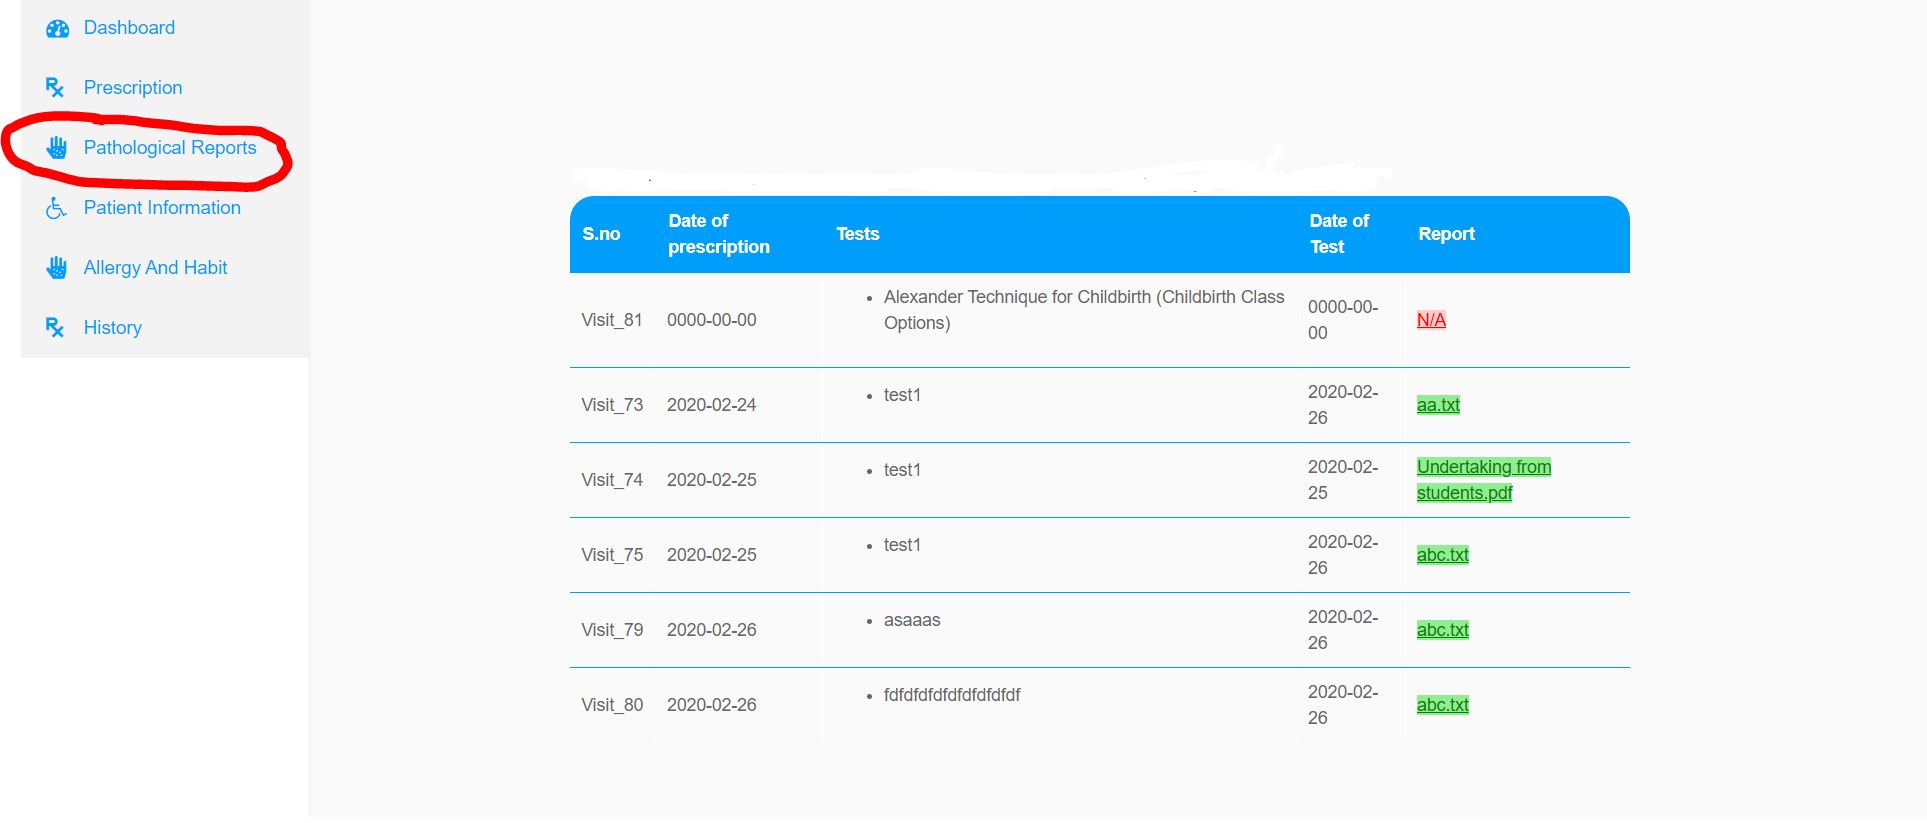 Dashboard
Prescription
Pathological Reports
Patient Information
Allergy And Habit
History
S.no
Date of
prescription
Tests
Date of
Test
Report
Visit_81
0000-00-00
Alexander Technique for Childbirth (Childbirth Class
Options)
0000-00-
00
N/A
Visit_73
2020-02-24
test1
2020-02-
26
aa.txt
Visit_74
2020-02-25
test1
2020-02-
25
Undertaking from
students.pdf
Visit_75
2020-02-25
test1
2020-02-
26
abc.txt
Visit_79
2020-02-26
asaaas
2020-02-
26
abc.txt
Visit_80
2020-02-26
fdfdfdfdfdfdfdfdfdf
2020-02-
26
abc.txt